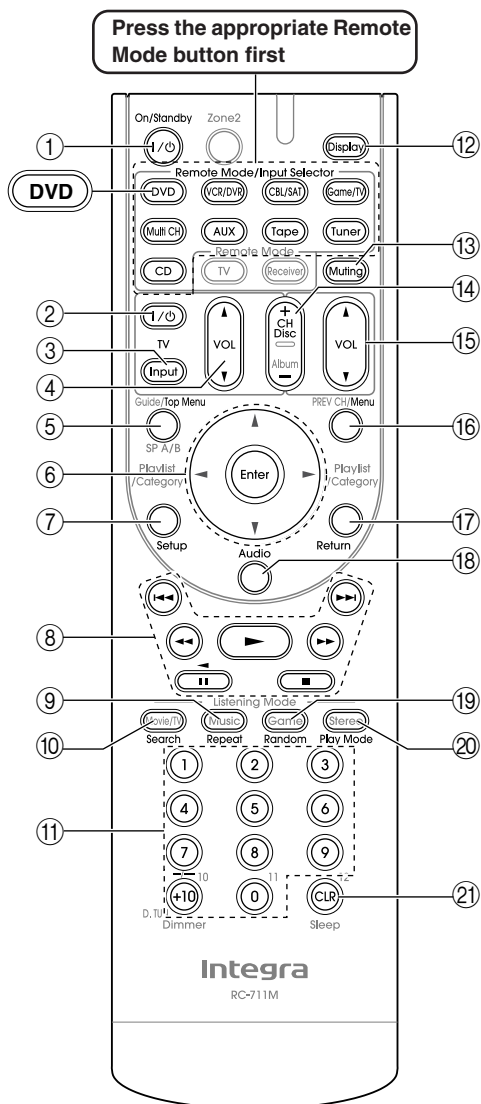 Press the appropriate Remote
Mode button first
On/Standby Zone2
① I/⏻ Display ⑫
Remote Mode/Input Selector
DVD DVD VCR/DVR CBL/SAT Game/TV
Multi CH AUX Tape Tuner
Remote Mode
CD TV Receiver Muting ⑬
② I/⏻ + ⑭
TV VOL CH VOL ⑮
③ Disc
Input Album
④ −
Guide/Top Menu PREV CH/Menu
⑤ ⑯
SP A/B
Playlist Playlist
/Category /Category
⑥ Enter
⑦ ⑰
Setup Return
Audio
⑱
⑧
Listening Mode
⑨ ⑲
⑩ Movie/TV Music Game Stereo ⑳
Search Repeat Random Play Mode
⑪ 1 2 3
4 5 6
7 8 9
-/-- 10 11 12
+10 0 CLR ㉑
D.TU
Dimmer Sleep
Integra
RC-711M